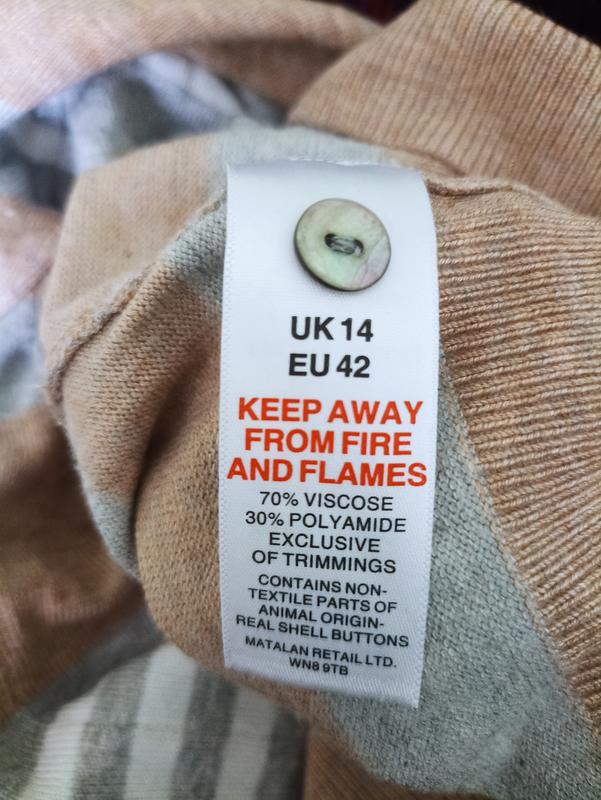 UK 14
EU 42
KEEP AWAY
FROM FIRE
AND FLAMES
70% VISCOSE
30% POLYAMIDE
EXCLUSIVE
OF TRIMMINGS
CONTAINS NON-
TEXTILE PARTS OF
ANIMAL ORIGIN-
REAL SHELL BUTTONS
MATALAN RETAIL LTD.
WN8 9TB